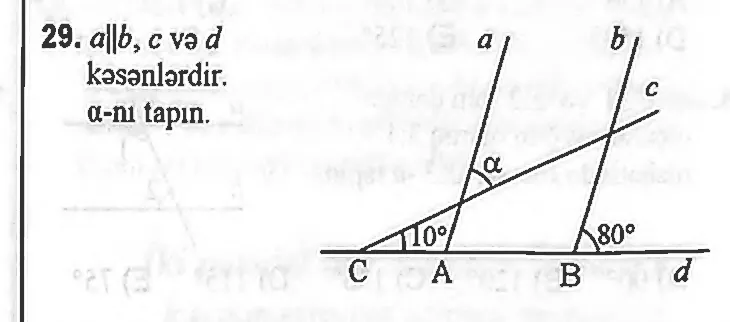 29. a||b, c və d
kəsənlərdir.
α-nı tapın.
a
b
c
α
10°
80°
C
A
B
d